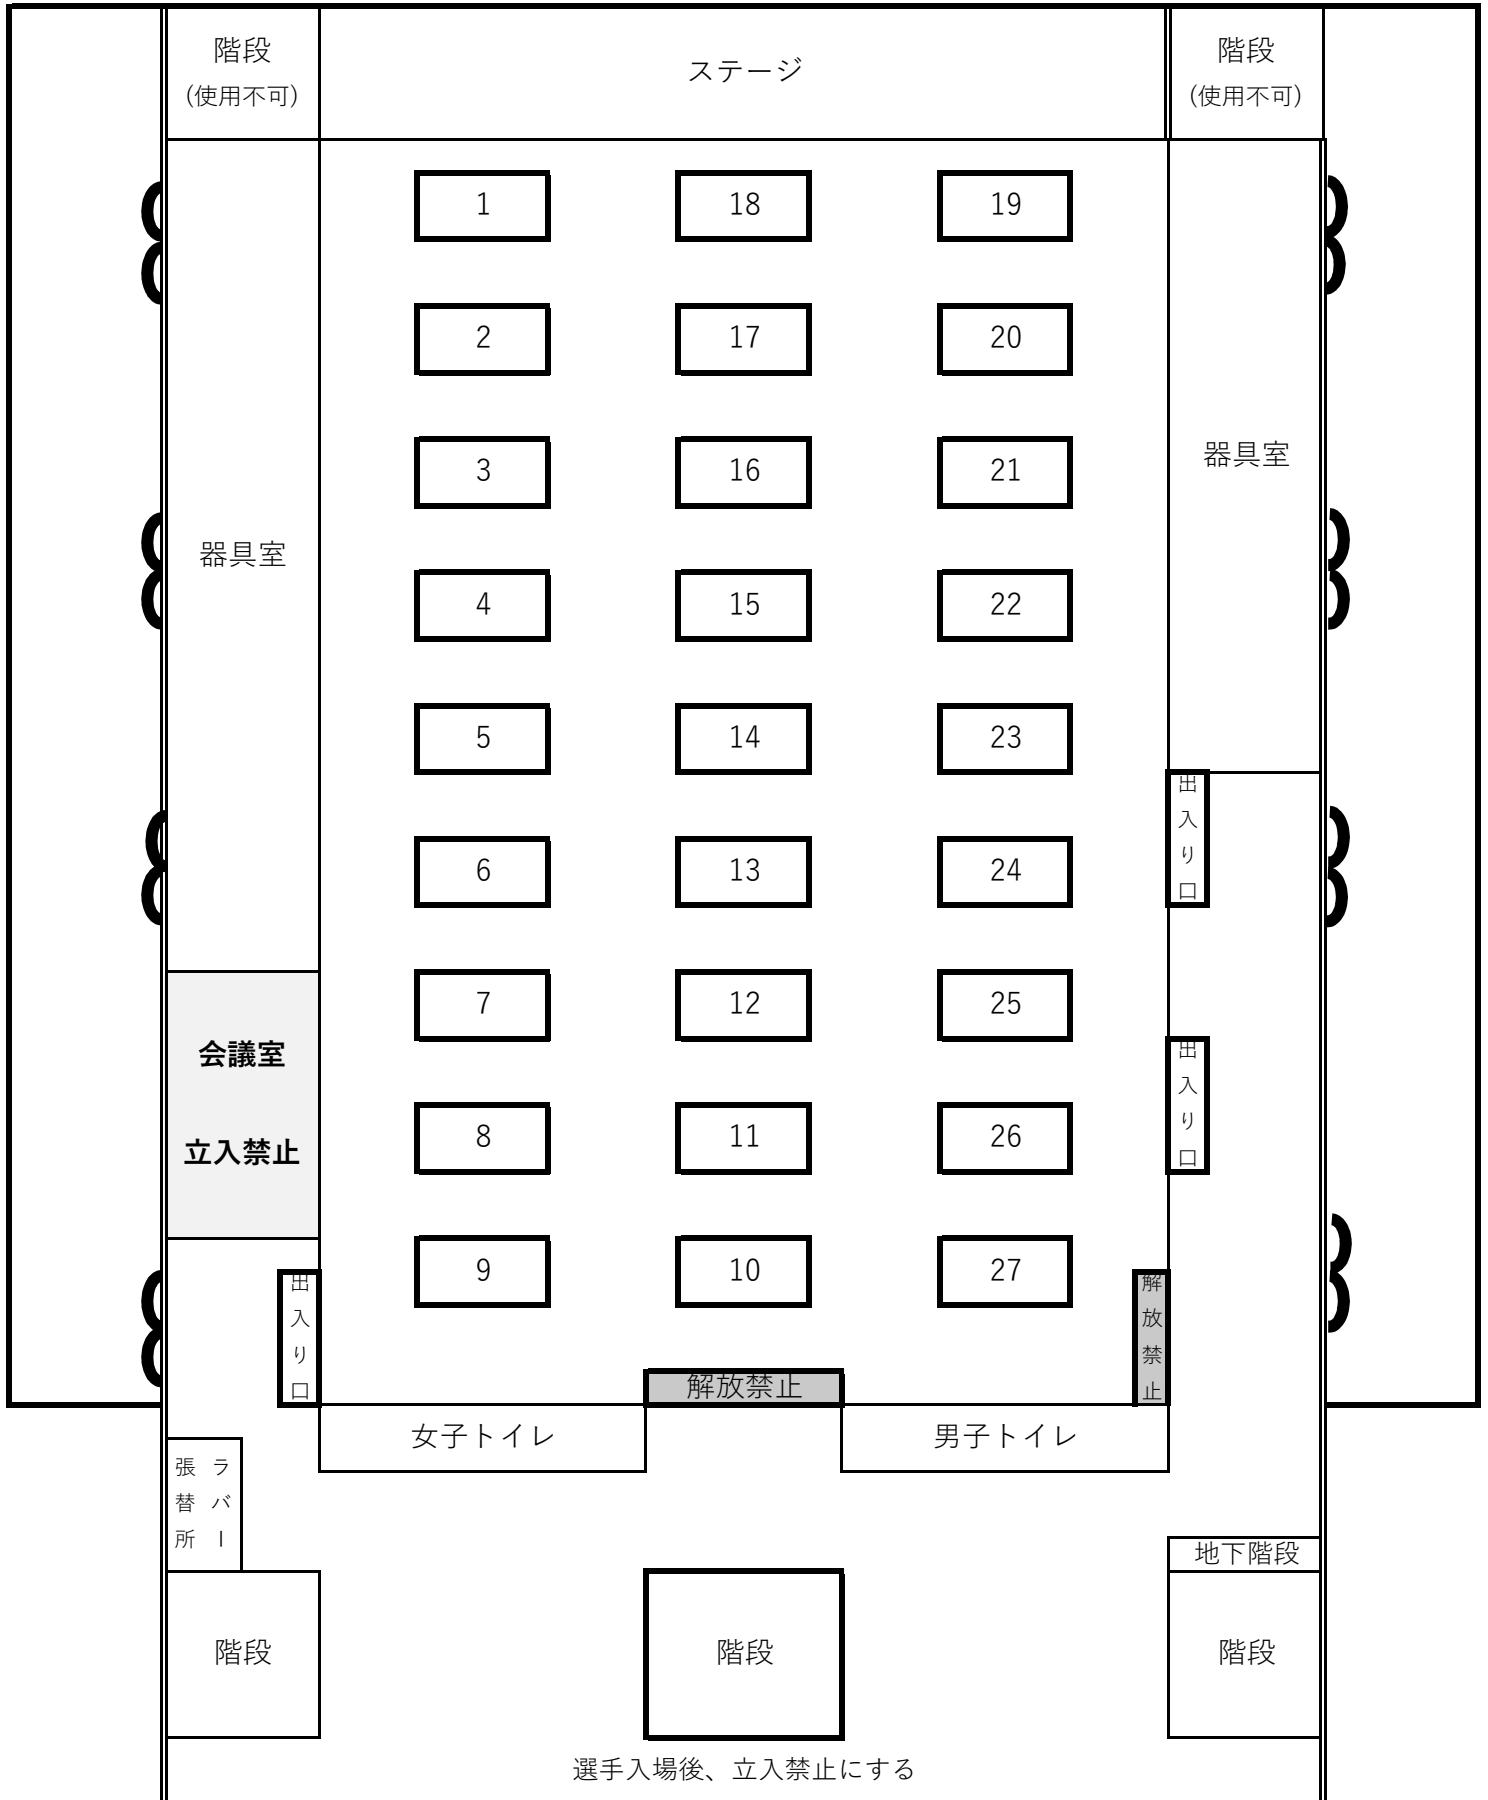 階段
(使用不可)
ステージ
階段
(使用不可)
1
18
19
2
17
20
3
16
21
器具室
器具室
4
15
22
5
14
23
出入り口
6
13
24
7
12
25
会議室
立入禁止
出入り口
8
11
26
9
10
27
出入り口
解放禁止
解放禁止
女子トイレ
男子トイレ
ラバー
張替所
地下階段
階段
階段
階段
選手入場後、立入禁止にする